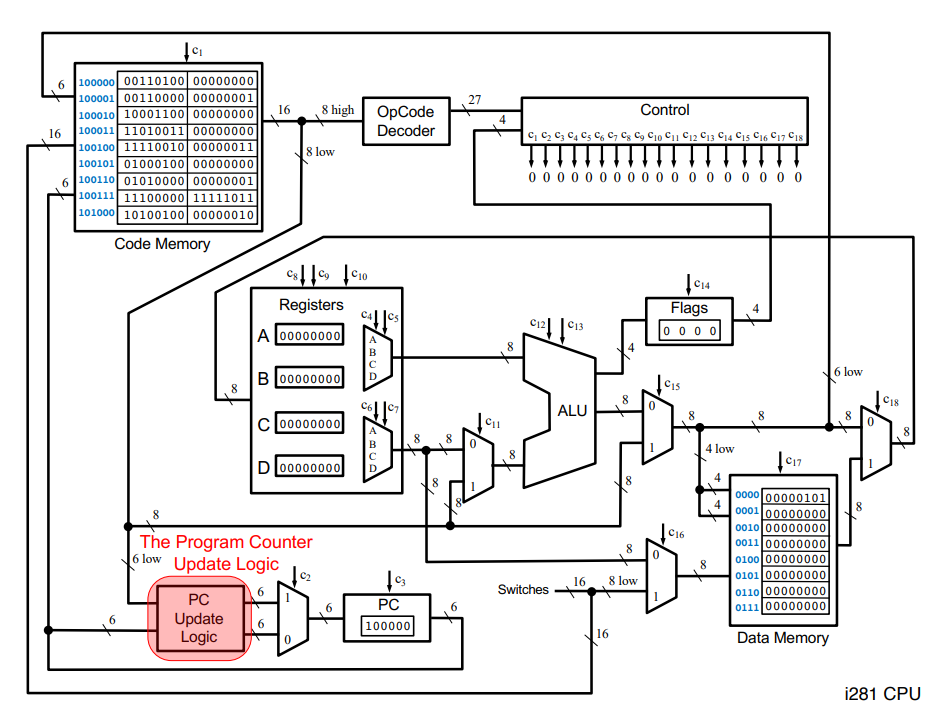 c1
6
16
6
100000 00110100 00000000
100001 00110000 00000001
100010 10001100 00000000
100011 11010011 00000000
100100 11110010 00000011
100101 01000100 00000000
100110 01010000 00000001
100111 11100000 11111011
101000 10100100 00000010
Code Memory
16
8 high
8 low
OpCode
Decoder
27
4
Control
c1 c2 c3 c4 c5 c6 c7 c8 c9 c10 c11 c12 c13 c14 c15 c16 c17 c18
0 0 0 0 0 0 0 0 0 0 0 0 0 0 0 0 0 0
c8 c9 c10
Registers
A 00000000
B 00000000
C 00000000
D 00000000
8
c4 c5
A
B
C
D
c6 c7
A
B
C
D
8
8
8
8
c11
0
1
8
8
c12 c13
ALU
4
8
c14
Flags
0 0 0 0
4
c15
0
1
8
8
8
6 low
8
c18
0
1
8
8
4 low
4
4
c17
0000 00000101
0001 00000000
0010 00000000
0011 00000000
0100 00000000
0101 00000000
0110 00000000
0111 00000000
Data Memory
8
The Program Counter
Update Logic
6 low
6
PC
Update
Logic
6
6
c2
1
0
6
c3
PC
100000
6
Switches
16
8 low
16
8
c16
0
1
8
i281 CPU